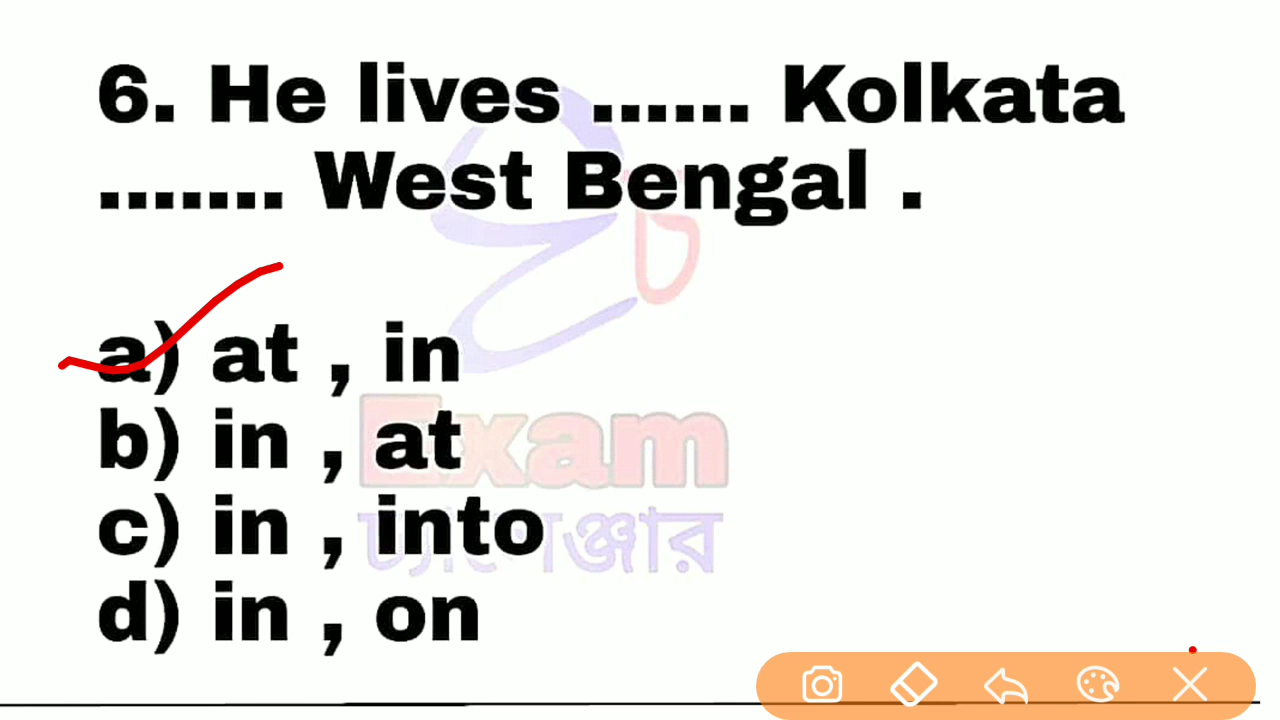 6. He lives ...... Kolkata
....... West Bengal .
a) at , in
b) in , at
Exam
c) in , into
চ্যালেঞ্জার
d) in , on